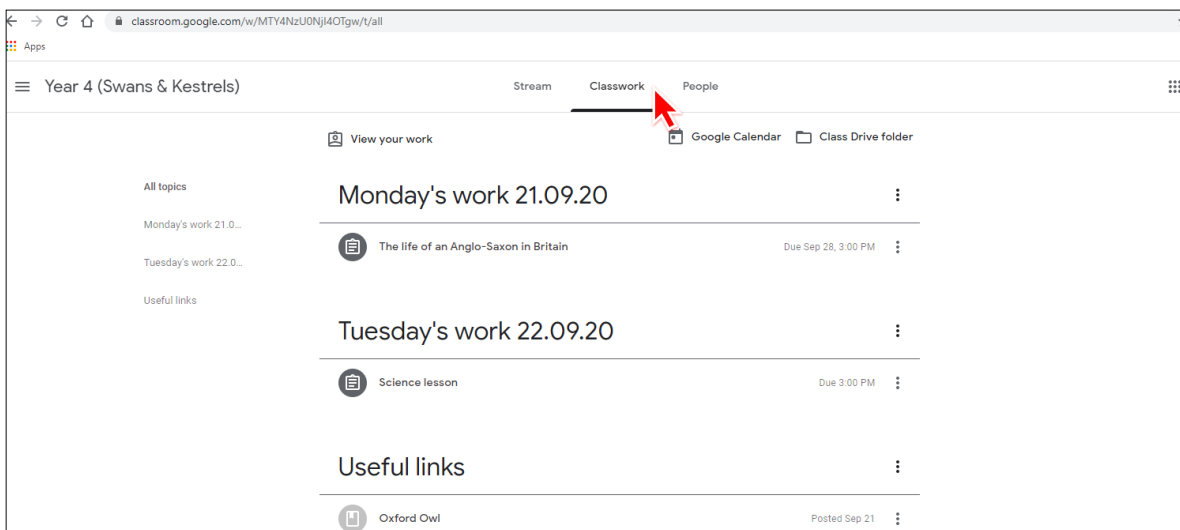 classroom.google.com/w/MTY4NzU0NjI4OTgw/t/all
Apps
Year 4 (Swans & Kestrels)
Stream Classwork People
View your work Google Calendar Class Drive folder
All topics
Monday's work 21.0...
Tuesday's work 22.0...
Useful links
Monday's work 21.09.20
The life of an Anglo-Saxon in Britain Due Sep 28, 3:00 PM
Tuesday's work 22.09.20
Science lesson Due 3:00 PM
Useful links
Oxford Owl Posted Sep 21